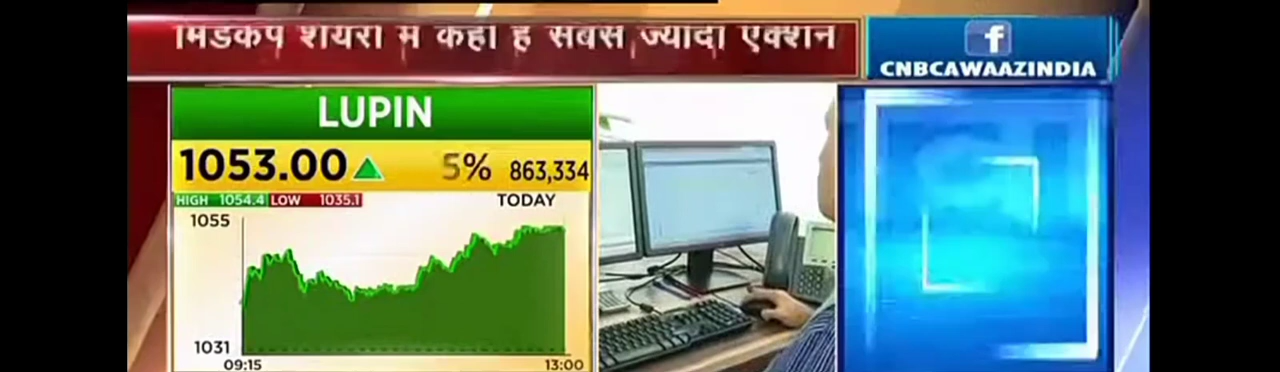 मिडकैप शेयरों में कहां है सबसे ज्यादा एक्शन
f
CNBCAWAAZINDIA
LUPIN
1053.00 ▲ 5% 863,334
HIGH 1054.4 LOW 1035.1 TODAY
1055
1031
09:15 13:00